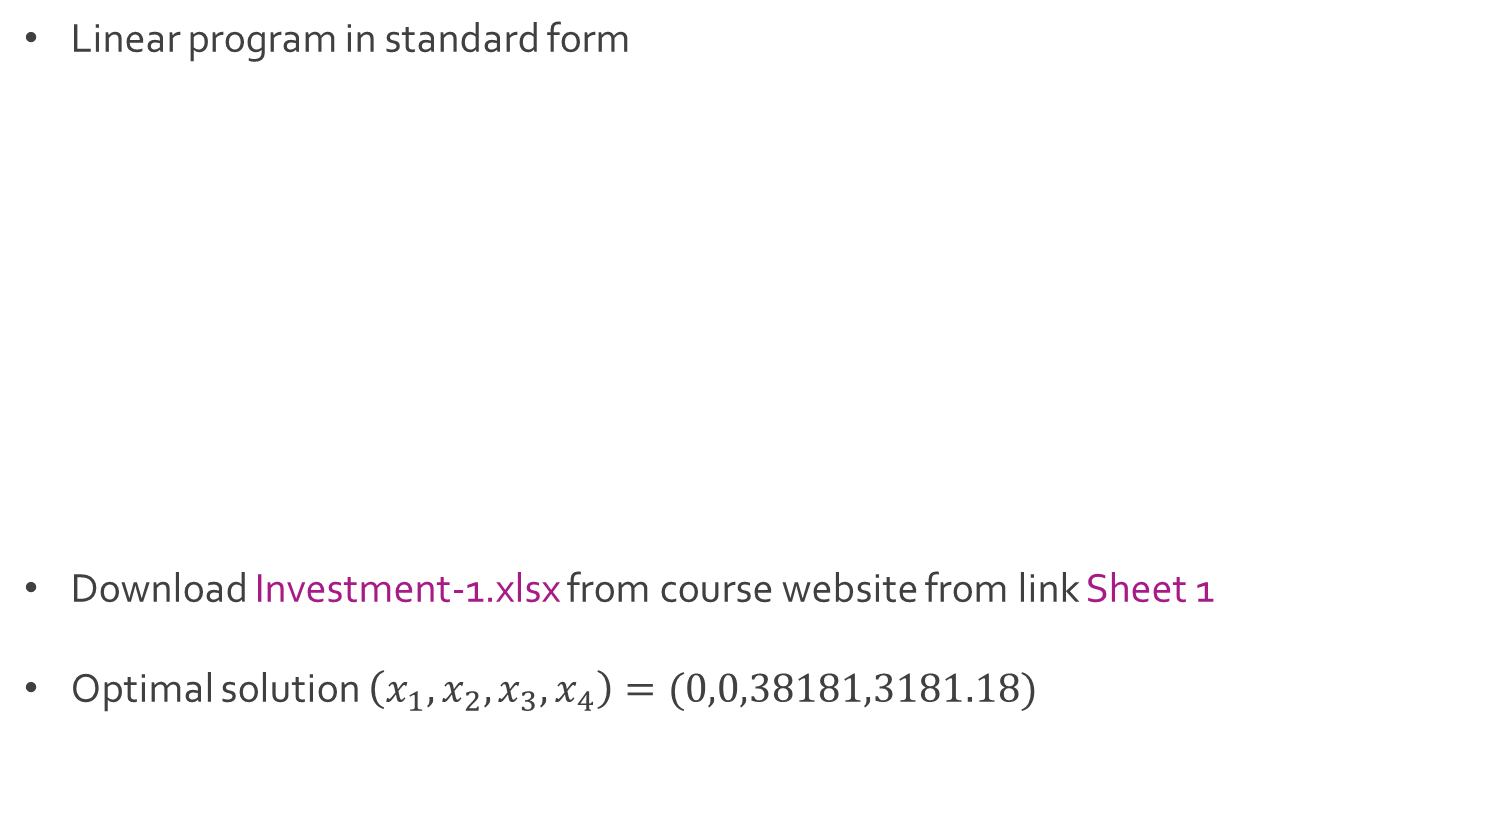 • Linear program in standard form
• Download Investment-1.xlsx from course website from link Sheet 1
• Optimal solution (x₁, x₂, x₃, x₄) = (0,0,38181,3181.18)